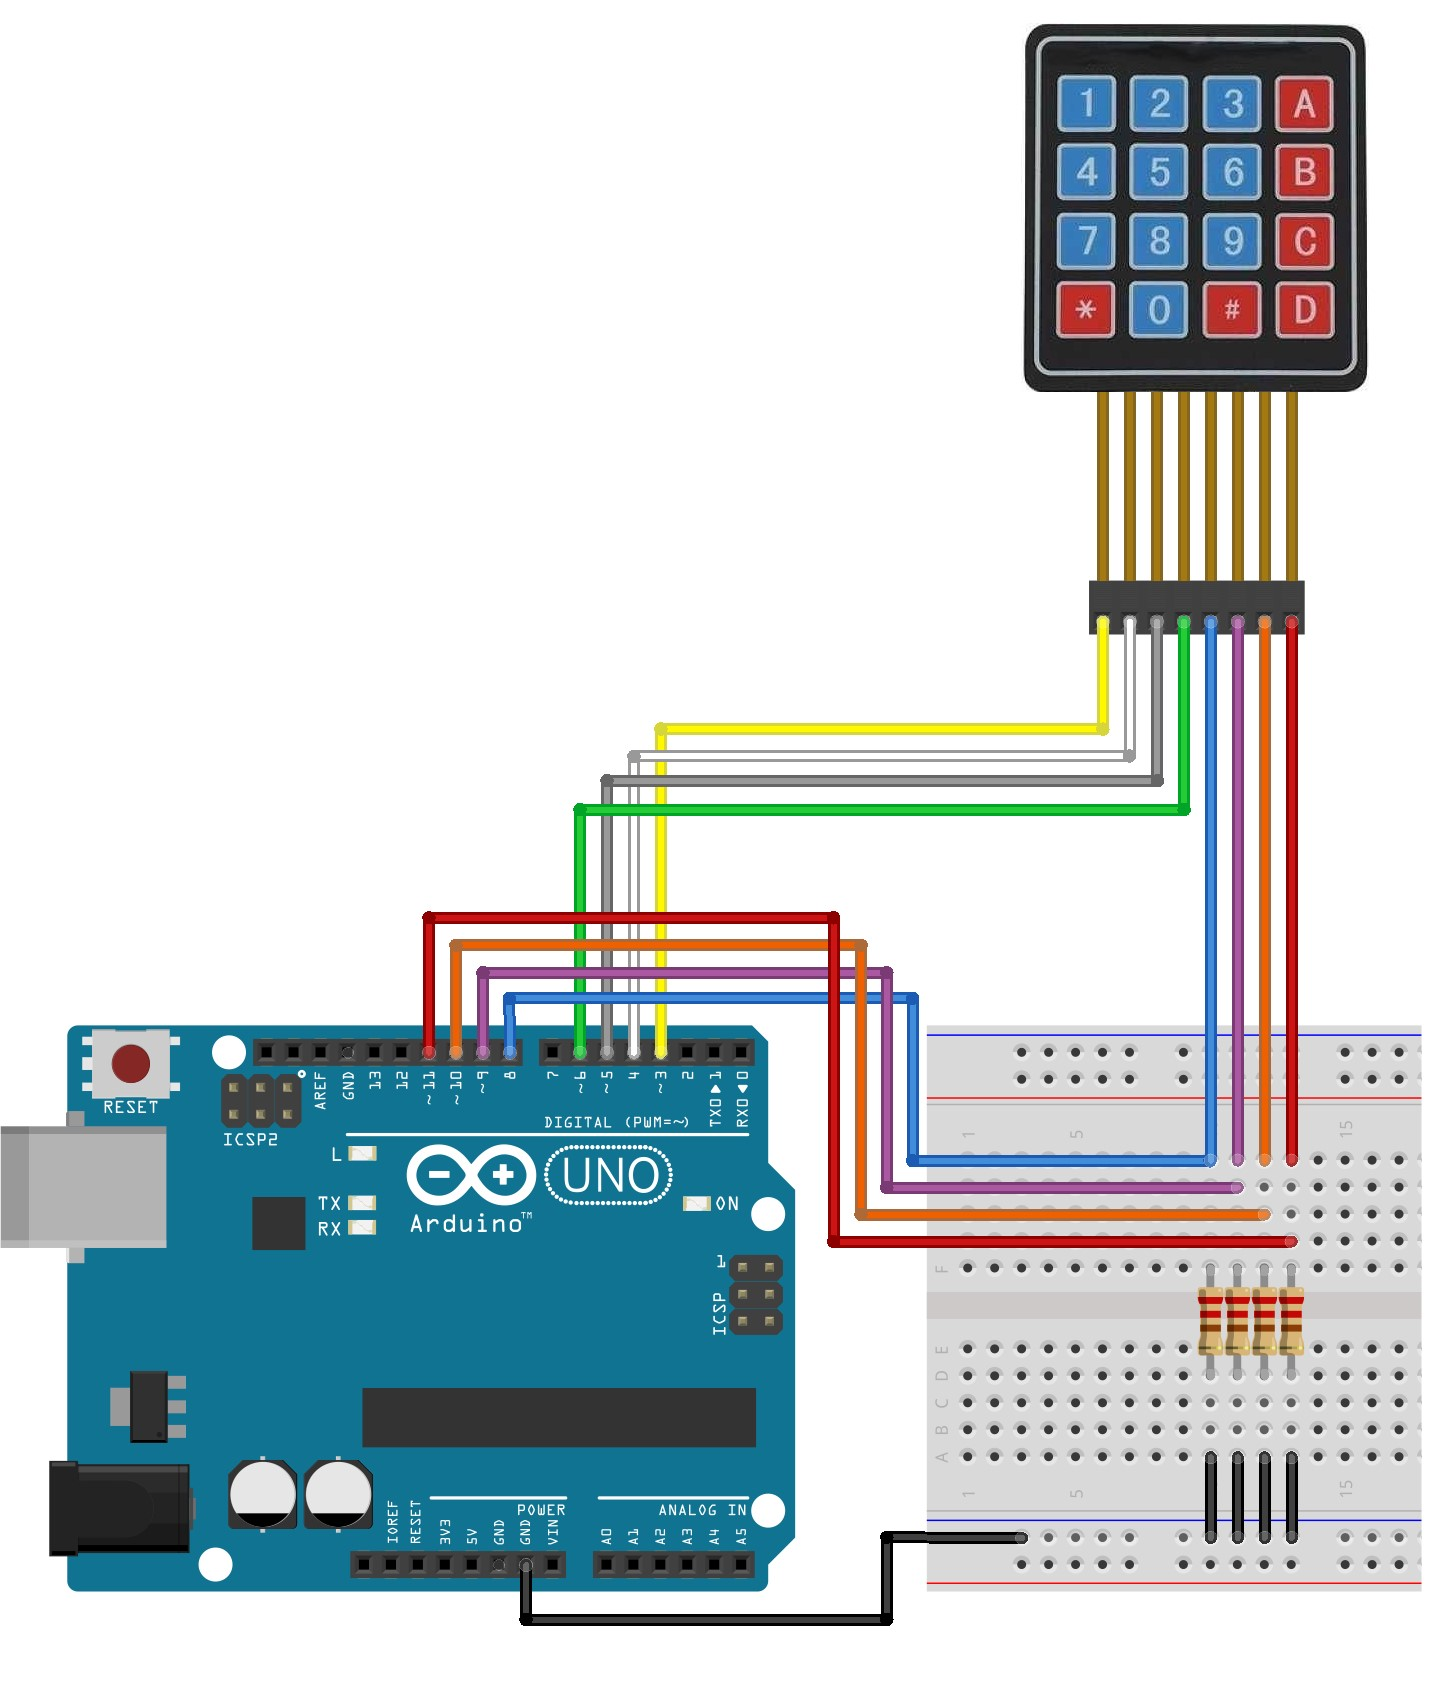 1 2 3 A
4 5 6 B
7 8 9 C
* 0 # D
RESET
ICSP2
AREF
GND
13
12
~11
~10
~9
8
7
~6
~5
4
~3
2
TXO▶1
RXO◀0
DIGITAL (PWM=~)
L
TX
RX
Arduino™
UNO
ON
1
ICSP
IOREF
RESET
3V3
5V
GND
GND
VIN
POWER
ANALOG IN
A0
A1
A2
A3
A4
A5
1
5
15
F
E
D
C
B
A
1
5
15